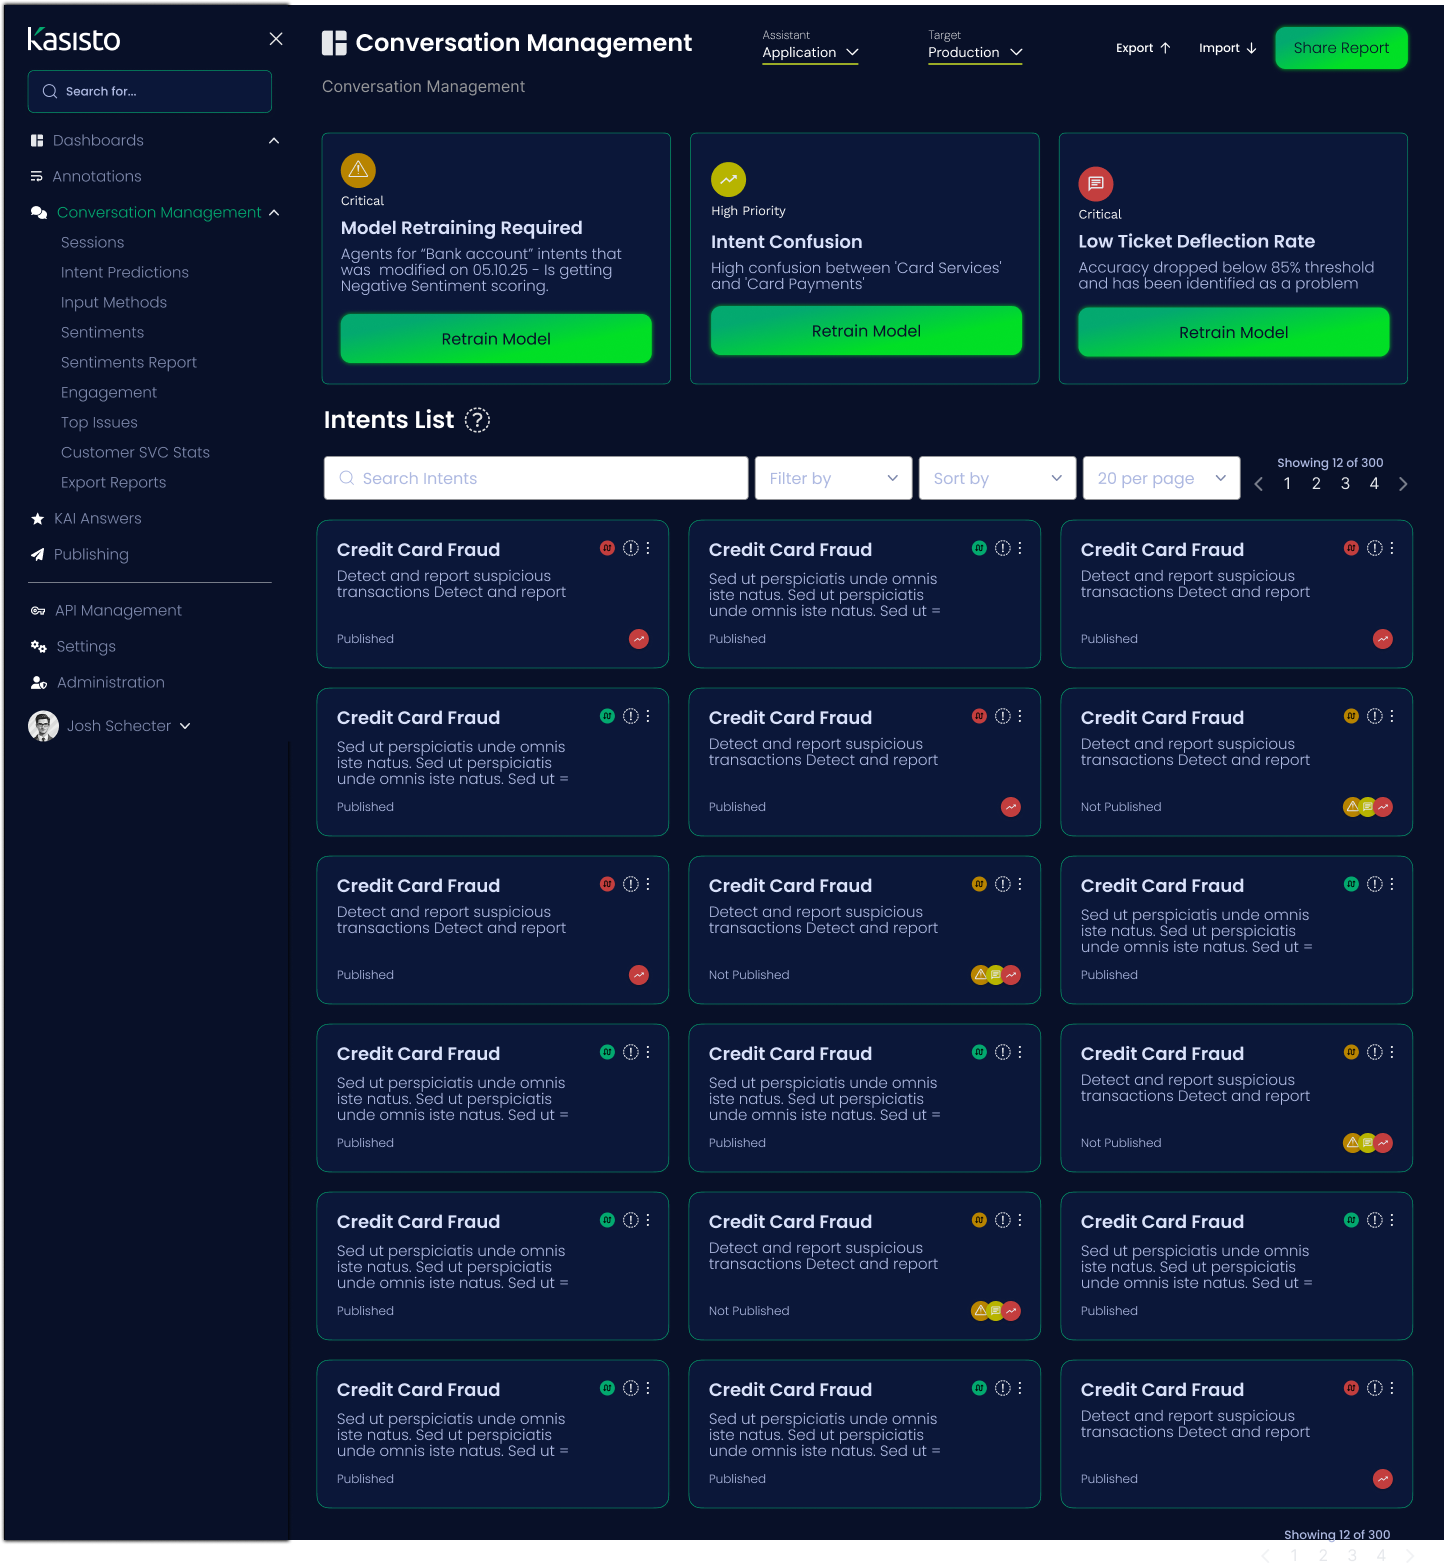 Kasisto
Search for...
Dashboards
Annotations
Conversation Management
Sessions
Intent Predictions
Input Methods
Sentiments
Sentiments Report
Engagement
Top Issues
Customer SVC Stats
Export Reports
KAI Answers
Publishing
API Management
Settings
Administration
Josh Schecter
Conversation Management
Conversation Management
Assistant
Application
Target
Production
Export
Import
Share Report
Critical
Model Retraining Required
Agents for “Bank account” intents that
was modified on 05.10.25 - Is getting
Negative Sentiment scoring.
Retrain Model
High Priority
Intent Confusion
High confusion between 'Card Services'
and 'Card Payments'
Retrain Model
Critical
Low Ticket Deflection Rate
Accuracy dropped below 85% threshold
and has been identified as a problem
Retrain Model
Intents List ?
Search Intents
Filter by
Sort by
20 per page
Showing 12 of 300
1 2 3 4
Credit Card Fraud
Detect and report suspicious
transactions Detect and report
Published
Credit Card Fraud
Sed ut perspiciatis unde omnis
iste natus. Sed ut perspiciatis
unde omnis iste natus. Sed ut =
Published
Credit Card Fraud
Detect and report suspicious
transactions Detect and report
Published
Credit Card Fraud
Sed ut perspiciatis unde omnis
iste natus. Sed ut perspiciatis
unde omnis iste natus. Sed ut =
Published
Credit Card Fraud
Detect and report suspicious
transactions Detect and report
Published
Credit Card Fraud
Detect and report suspicious
transactions Detect and report
Not Published
Credit Card Fraud
Detect and report suspicious
transactions Detect and report
Published
Credit Card Fraud
Detect and report suspicious
transactions Detect and report
Not Published
Credit Card Fraud
Sed ut perspiciatis unde omnis
iste natus. Sed ut perspiciatis
unde omnis iste natus. Sed ut =
Published
Credit Card Fraud
Sed ut perspiciatis unde omnis
iste natus. Sed ut perspiciatis
unde omnis iste natus. Sed ut =
Published
Credit Card Fraud
Sed ut perspiciatis unde omnis
iste natus. Sed ut perspiciatis
unde omnis iste natus. Sed ut =
Published
Credit Card Fraud
Detect and report suspicious
transactions Detect and report
Not Published
Credit Card Fraud
Sed ut perspiciatis unde omnis
iste natus. Sed ut perspiciatis
unde omnis iste natus. Sed ut =
Published
Credit Card Fraud
Detect and report suspicious
transactions Detect and report
Not Published
Credit Card Fraud
Sed ut perspiciatis unde omnis
iste natus. Sed ut perspiciatis
unde omnis iste natus. Sed ut =
Published
Credit Card Fraud
Sed ut perspiciatis unde omnis
iste natus. Sed ut perspiciatis
unde omnis iste natus. Sed ut =
Published
Credit Card Fraud
Sed ut perspiciatis unde omnis
iste natus. Sed ut perspiciatis
unde omnis iste natus. Sed ut =
Published
Credit Card Fraud
Detect and report suspicious
transactions Detect and report
Published
Showing 12 of 300
1 2 3 4